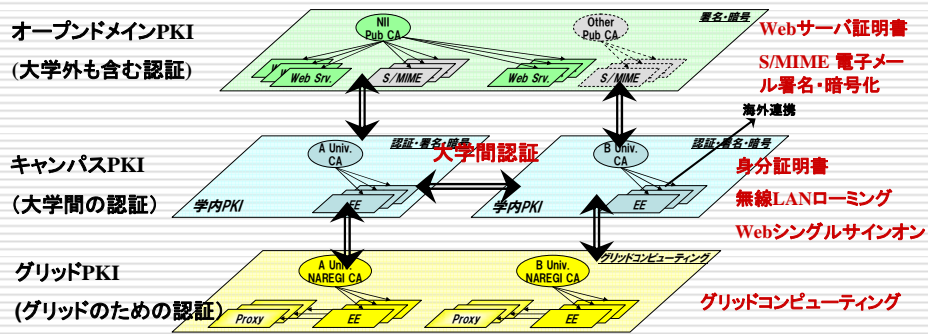 オープンドメインPKI
(大学外も含む認証)
NII
Pub CA
Other
Pub CA
署名・暗号
Web Srv.
S/MIME
Web Srv.
S/MIME
Webサーバ証明書
S/MIME 電子メー
ル署名・暗号化
海外連携
キャンパスPKI
(大学間の認証)
A Univ.
CA
認証・署名・暗号
大学間認証
B Univ.
CA
認証・署名・暗号
学内PKI
EE
学内PKI
EE
身分証明書
無線LANローミング
Webシングルサインオン
グリッドPKI
(グリッドのための認証)
A Univ.
NAREGI CA
B Univ.
NAREGI CA
グリッドコンピューティング
Proxy
EE
Proxy
EE
グリッドコンピューティング